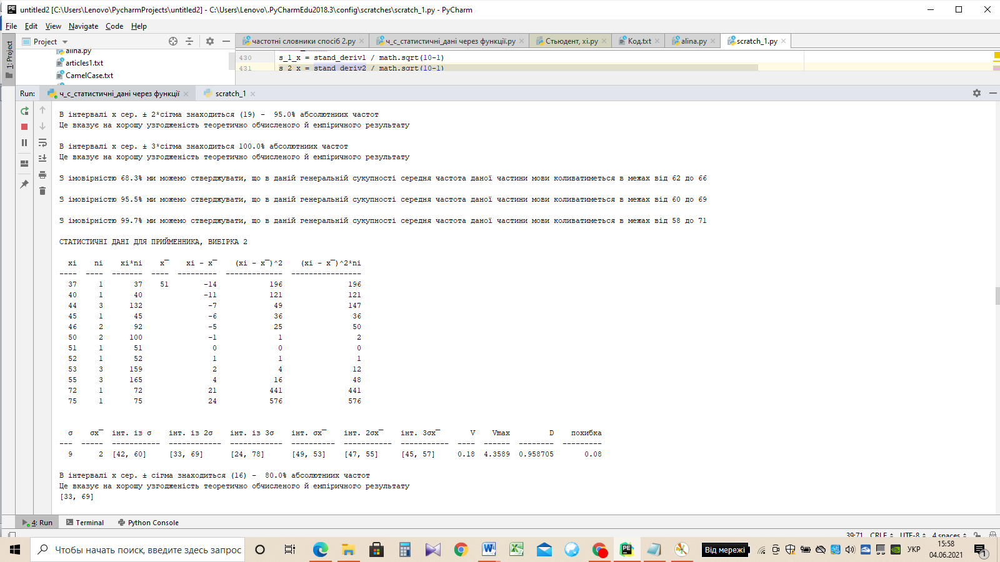 untitled2 [C:\Users\Lenovo\PycharmProjects\untitled2] - C:\Users\Lenovo\.PyCharmEdu2018.3\config\scratches\scratch_1.py - PyCharm
File Edit View Navigate Code Help
1: Project
Project
частотні словники спосіб 2.py
ч_с_статистичні_дані через функції.py
Стьюдент, хі.py
Код.txt
alina.py
scratch_1.py
alina.py
articles1.txt
CamelCase.txt
430 s_1_x = stand_deriv1 / math.sqrt(10-1)
431 s_2_x = stand_deriv2 / math.sqrt(10-1)
Run: ч_с_статистичні_дані через функції scratch_1
В інтервалі x сер. ± 2*сігма знаходиться (19) - 95.0% абсолютниих частот
Це вказує на хорошу узгодженість теоретично обчисленого й емпіричного результату
В інтервалі x сер. ± 3*сігма знаходиться 100.0% абсолютниих частот
Це вказує на хорошу узгодженість теоретично обчисленого й емпіричного результату
З імовірністю 68.3% ми можемо стверджувати, що в даній генеральній сукупності середня частота даної частини мови коливатиметься в межах від 62 до 66
З імовірністю 95.5% ми можемо стверджувати, що в даній генеральній сукупності середня частота даної частини мови коливатиметься в межах від 60 до 69
З імовірністю 99.7% ми можемо стверджувати, що в даній генеральній сукупності середня частота даної частини мови коливатиметься в межах від 58 до 71
СТАТИСТИЧНІ ДАНІ ДЛЯ ПРИЙМЕННИКА, ВИБІРКА 2
xi ni xi*ni x¯ xi - x¯ (xi - x¯)^2 (xi - x¯)^2*ni
---- ---- ------- ---- --------- ------------- ----------------
37 1 37 51 -14 196 196
40 1 40 -11 121 121
44 3 132 -7 49 147
45 1 45 -6 36 36
46 2 92 -5 25 50
50 2 100 -1 1 2
51 1 51 0 0 0
52 1 52 1 1 1
53 3 159 2 4 12
55 3 165 4 16 48
72 1 72 21 441 441
75 1 75 24 576 576
σ σx¯ інт. із σ інт. із 2σ інт. із 3σ інт. σx¯ інт. 2σx¯ інт. 3σx¯ V Vmax D похибка
--- ----- ----------- ------------ ------------ ---------- ----------- ----------- ---- ------ -------- ---------
9 2 [42, 60] [33, 69] [24, 78] [49, 53] [47, 55] [45, 57] 0.18 4.3589 0.958705 0.08
В інтервалі x сер. ± сігма знаходиться (16) - 80.0% абсолютниих частот
Це вказує на хорошу узгодженість теоретично обчисленого й емпіричного результату
[33, 69]
4: Run Terminal Python Console
39:71 CRLF UTF-8 4 spaces
Чтобы начать поиск, введите здесь запрос
Від мережі
УКР
15:58
04.06.2021
1